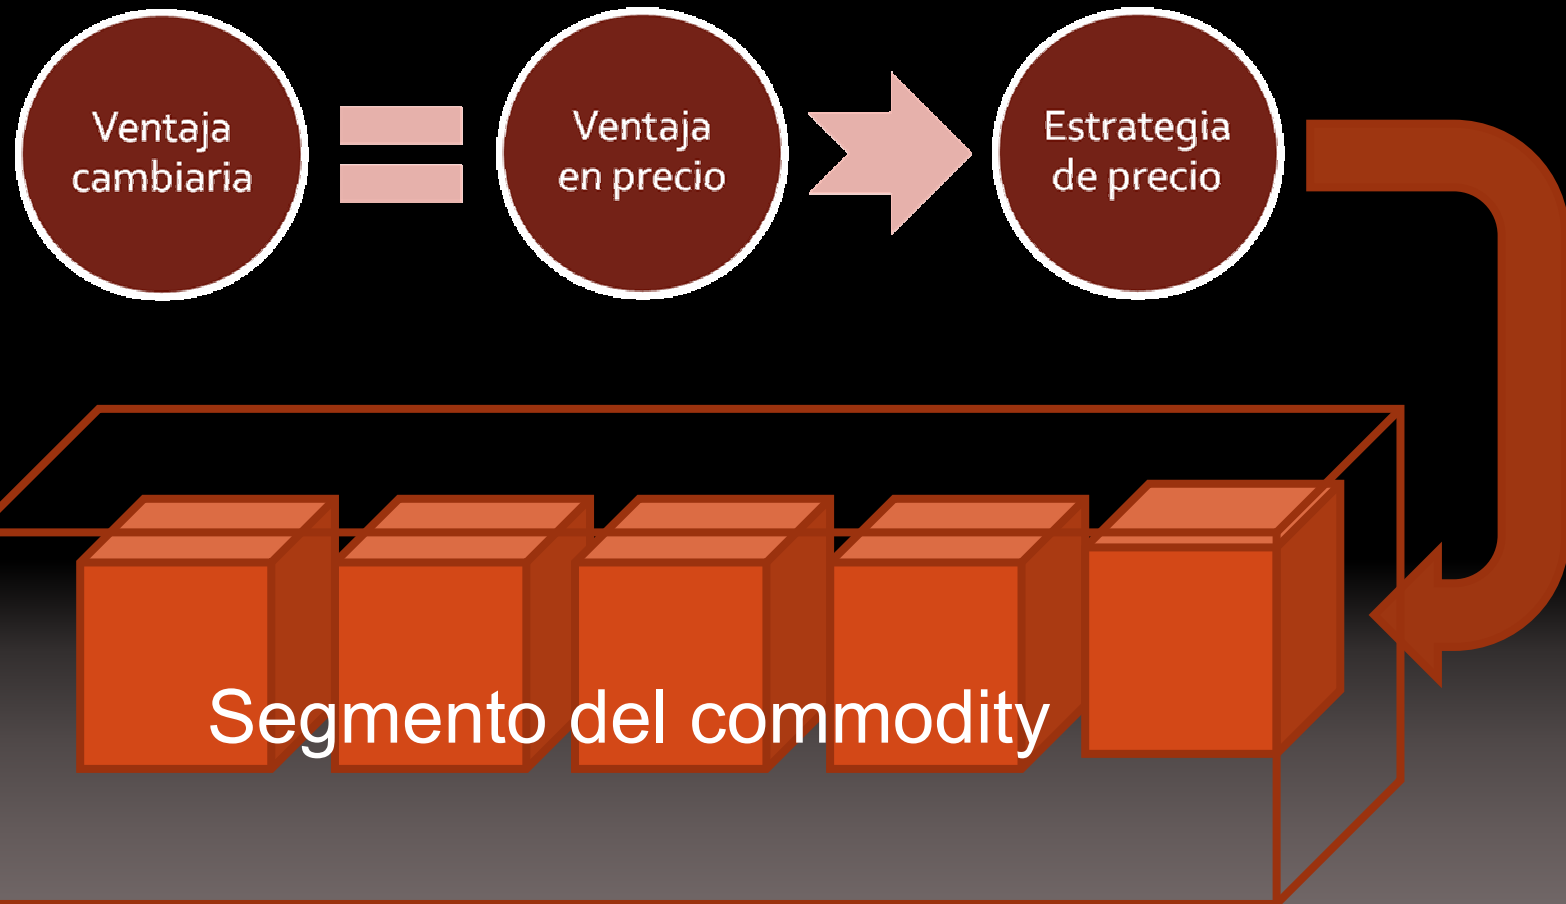 Ventaja
cambiaria
Ventaja
en precio
Estrategia
de precio
Segmento del commodity